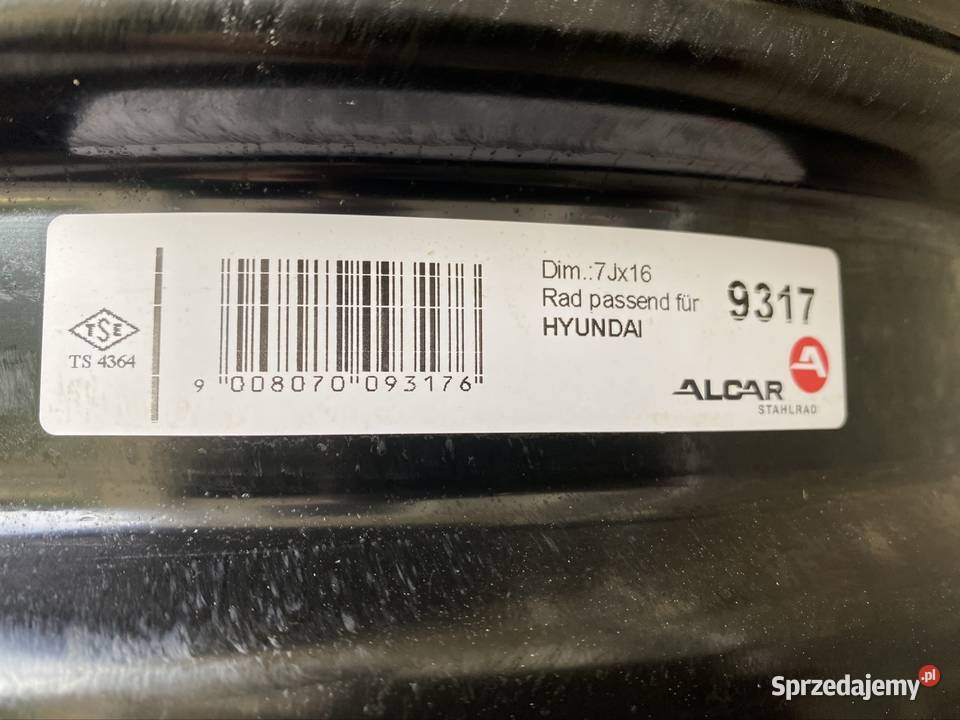 TSE
TS 4364
9 008070 093176
Dim.:7Jx16
Rad passend für
HYUNDAI
9317
A
ALCAR
STAHLRAD
Sprzedajemy.pl